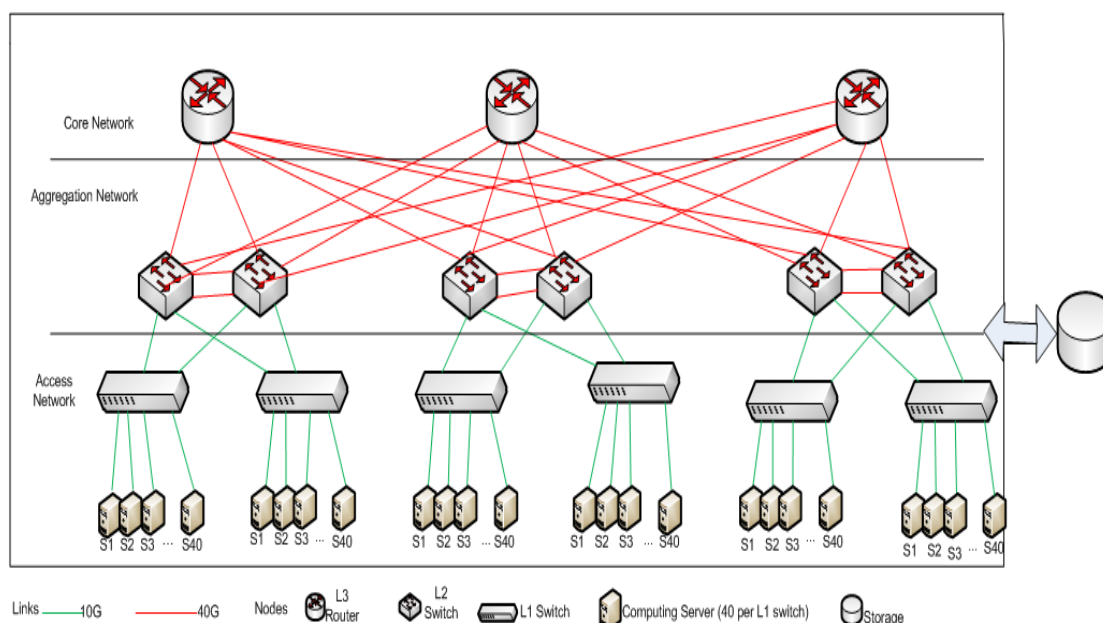 Core Network
Aggregation Network
Access
Network
S1 S2 S3 ... S40
S1 S2 S3 ... S40
S1 S2 S3 ... S40
S1 S2 S3 ... S40
S1 S2 S3 ... S40
S1 S2 S3 ... S40
Links 10G 40G Nodes L3
Router L2
Switch L1 Switch Computing Server (40 per L1 switch) Storage